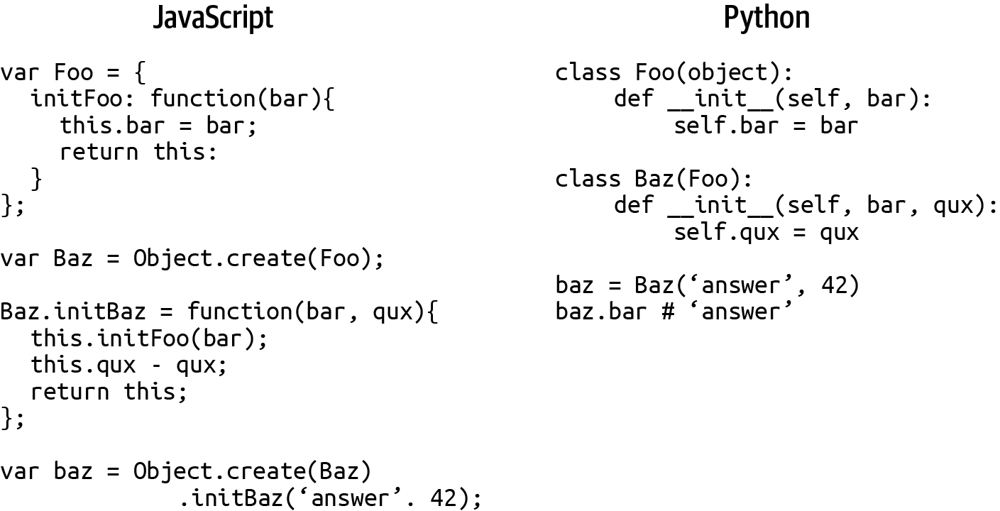 JavaScript
var Foo = {
initFoo: function(bar){
this.bar = bar;
return this:
}
};
var Baz = Object.create(Foo);
Baz.initBaz = function(bar, qux){
this.initFoo(bar);
this.qux - qux;
return this;
};
var baz = Object.create(Baz)
.initBaz(‘answer’. 42);
Python
class Foo(object):
def __init__(self, bar):
self.bar = bar
class Baz(Foo):
def __init__(self, bar, qux):
self.qux = qux
baz = Baz(‘answer’, 42)
baz.bar # ‘answer’